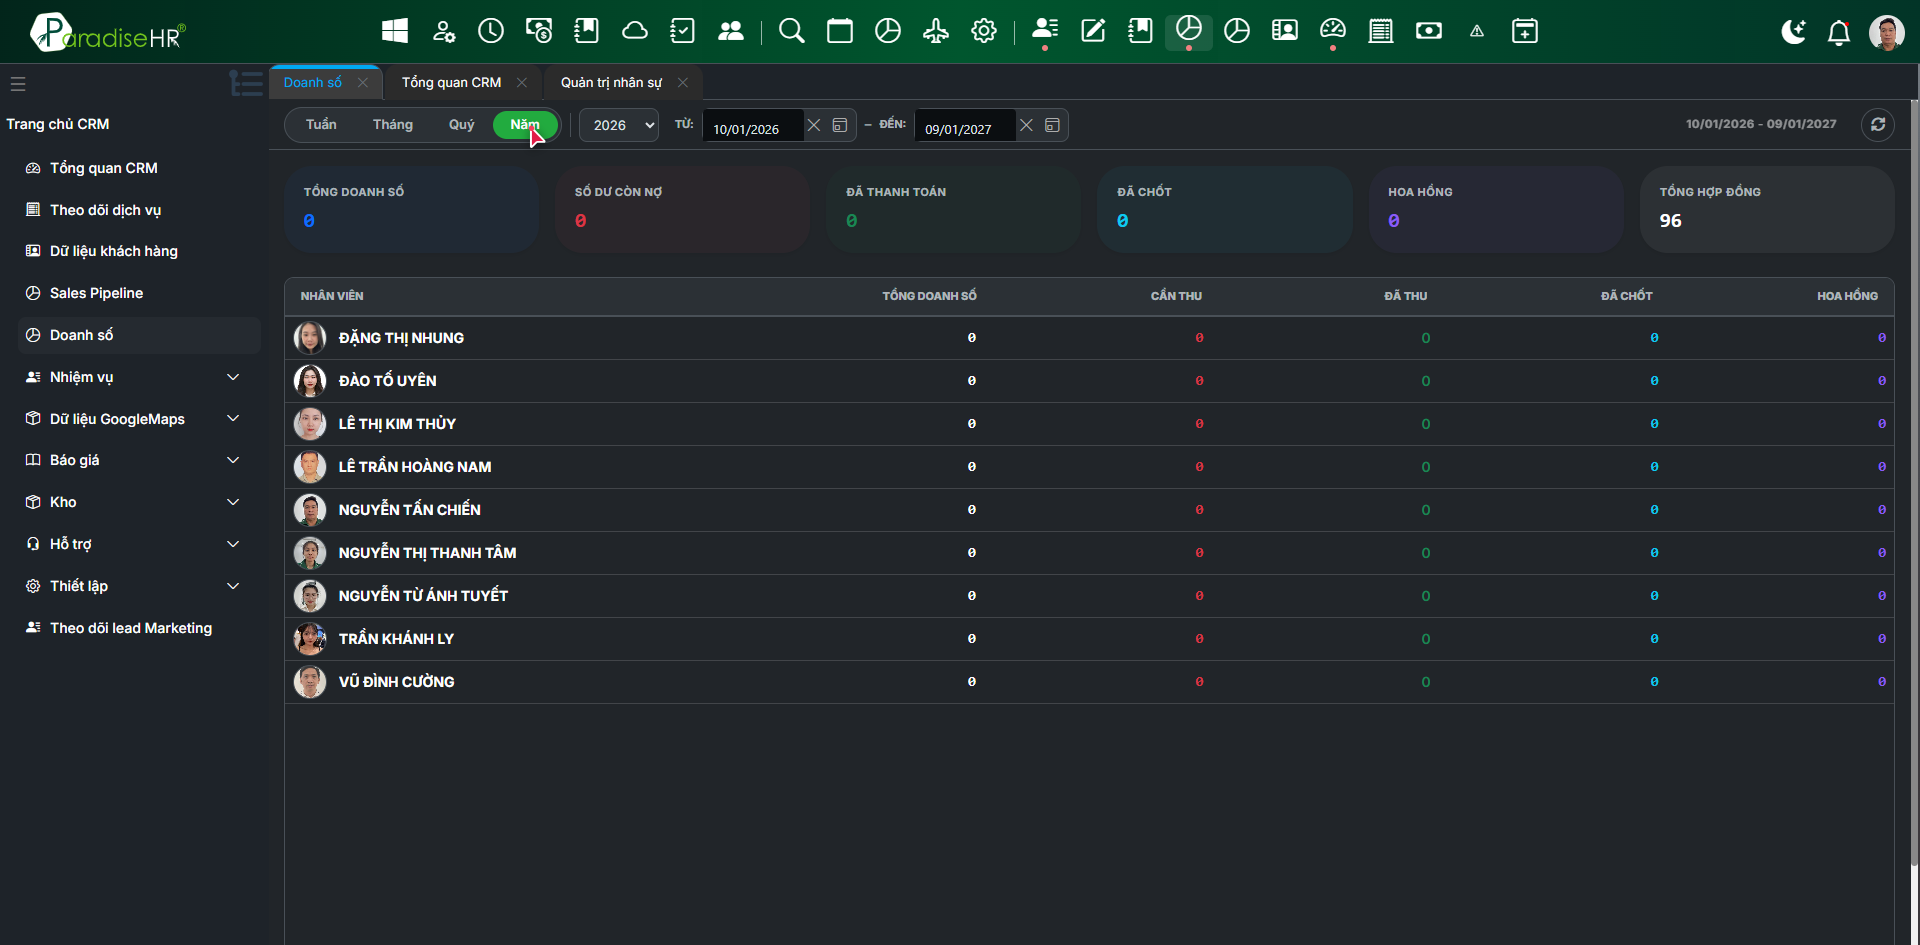 ParadiseHR®
Doanh số
Tổng quan CRM
Quản trị nhân sự
Trang chủ CRM
Tổng quan CRM
Theo dõi dịch vụ
Dữ liệu khách hàng
Sales Pipeline
Doanh số
Nhiệm vụ
Dữ liệu GoogleMaps
Báo giá
Kho
Hỗ trợ
Thiết lập
Theo dõi lead Marketing
Tuần Tháng Quý Năm 2026 TỪ: 10/01/2026 – ĐẾN: 09/01/2027 10/01/2026 - 09/01/2027
TỔNG DOANH SỐ
0
SỐ DƯ CÒN NỢ
0
ĐÃ THANH TOÁN
0
ĐÃ CHỐT
0
HOA HỒNG
0
TỔNG HỢP ĐỒNG
96
NHÂN VIÊN TỔNG DOANH SỐ CẦN THU ĐÃ THU ĐÃ CHỐT HOA HỒNG
ĐẶNG THỊ NHUNG 0 0 0 0 0
ĐÀO TỐ UYÊN 0 0 0 0 0
LÊ THỊ KIM THỦY 0 0 0 0 0
LÊ TRẦN HOÀNG NAM 0 0 0 0 0
NGUYỄN TẤN CHIẾN 0 0 0 0 0
NGUYỄN THỊ THANH TÂM 0 0 0 0 0
NGUYỄN TỪ ÁNH TUYẾT 0 0 0 0 0
TRẦN KHÁNH LY 0 0 0 0 0
VŨ ĐÌNH CƯỜNG 0 0 0 0 0